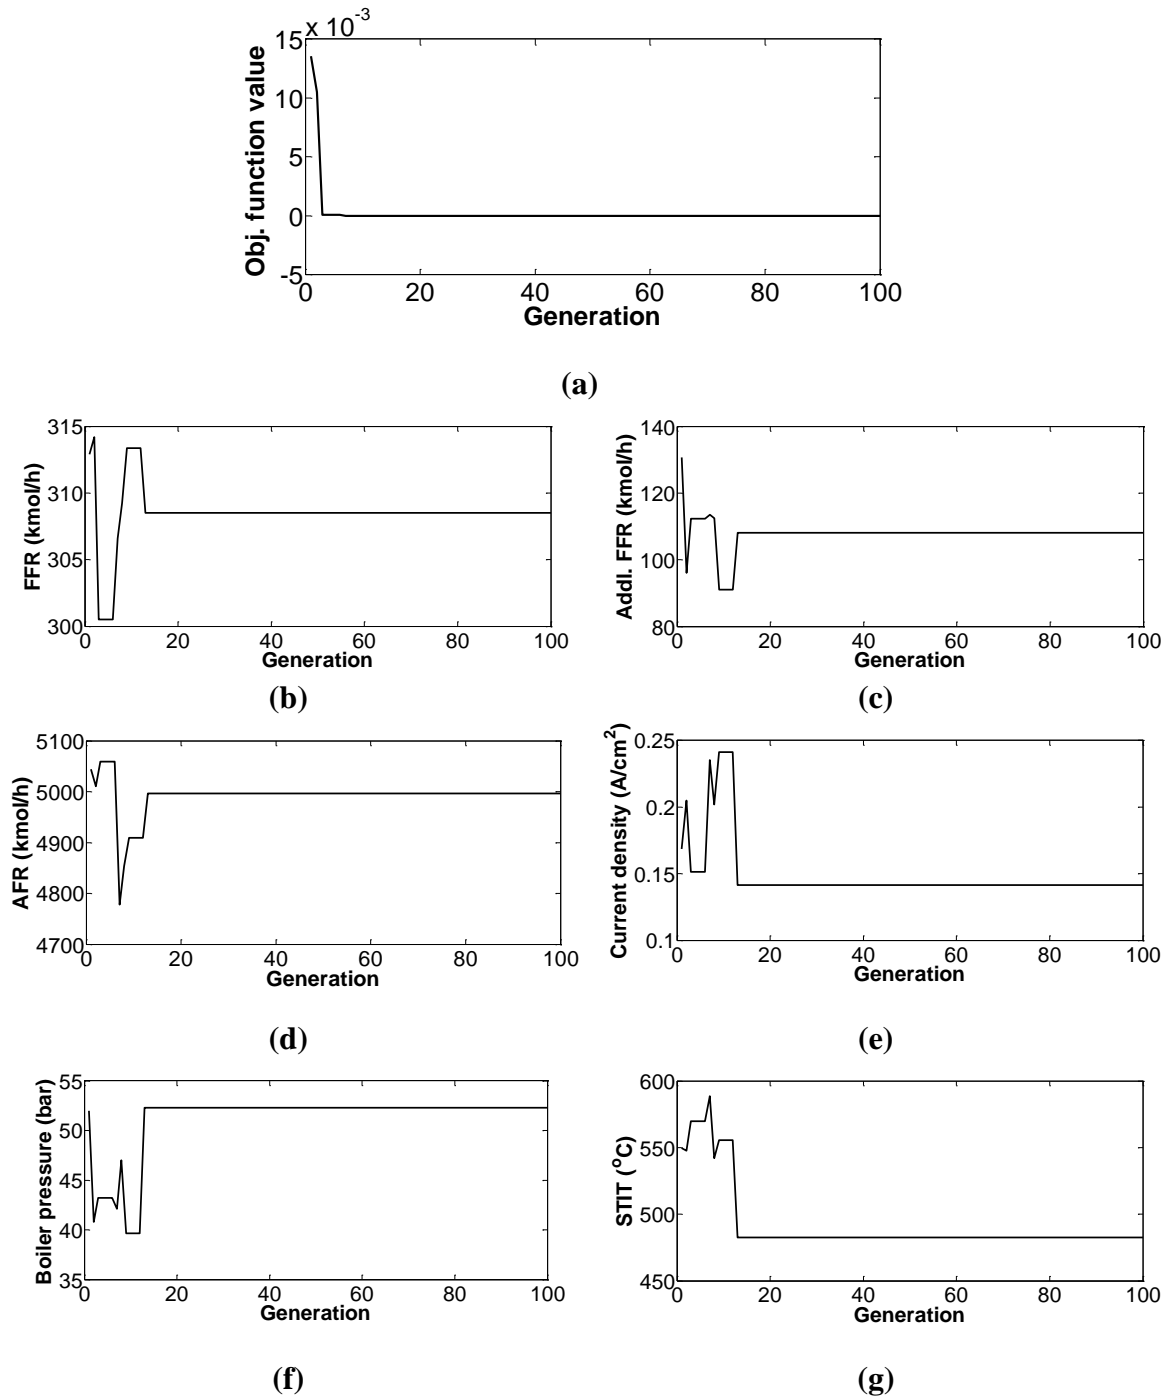 x 10-3
15
10
5
0
-5
Obj. function value
0 20 40 60 80 100
Generation
(a)
315
310
305
300
FFR (kmol/h)
0 20 40 60 80 100
Generation
(b)
140
120
100
80
Addl. FFR (kmol/h)
0 20 40 60 80 100
Generation
(c)
5100
5000
4900
4800
4700
AFR (kmol/h)
0 20 40 60 80 100
Generation
(d)
0.25
0.2
0.15
0.1
Current density (A/cm2)
0 20 40 60 80 100
Generation
(e)
55
50
45
40
35
Boiler pressure (bar)
0 20 40 60 80 100
Generation
(f)
600
550
500
450
STIT (oC)
0 20 40 60 80 100
Generation
(g)